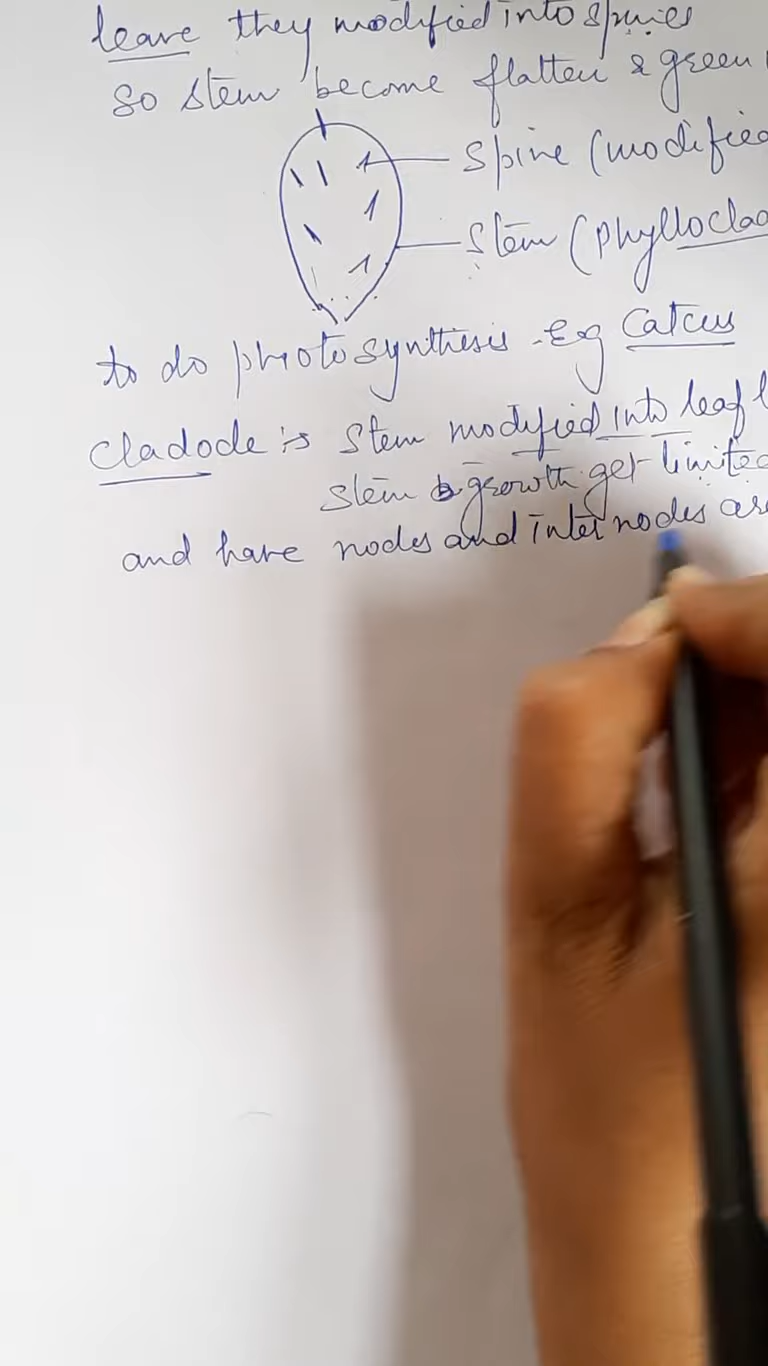 leave they modified into spines
so stem become flatten & green
spine (modified
stem (phylloclad
to do photosynthesis. Eg Catcus
Cladode is stem modified into leaf l
stem growth get limited
and have nodes and inter nodes are